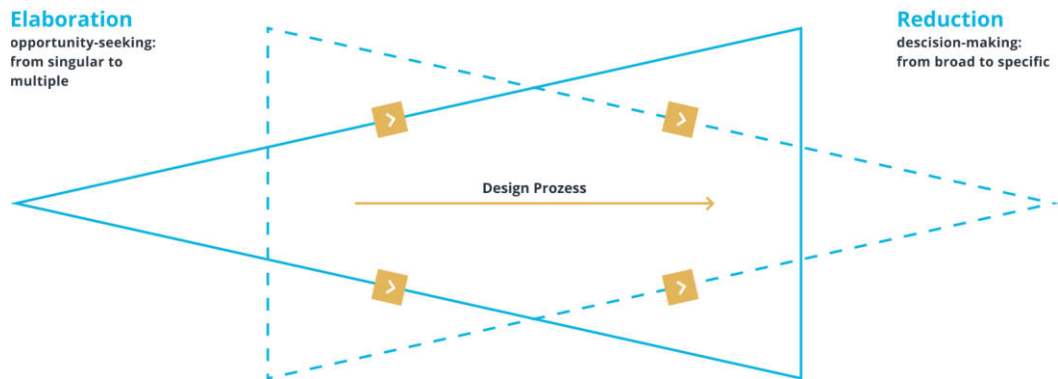 Elaboration
opportunity-seeking:
from singular to
multiple
Reduction
descision-making:
from broad to specific
Design Prozess